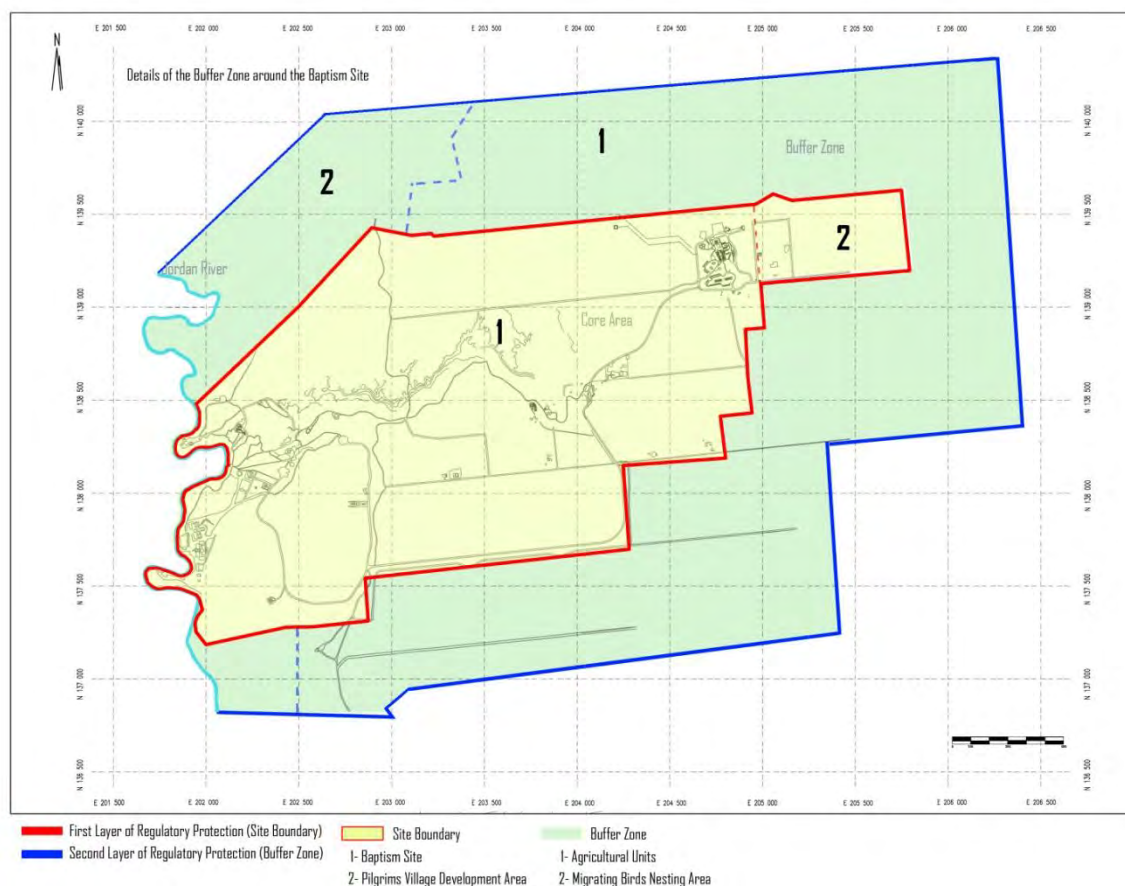 E 201 500 E 202 000 E 202 500 E 203 000 E 203 500 E 204 000 E 204 500 E 205 000 E 205 500 E 206 000 E 206 500
N
Details of the Buffer Zone around the Baptism Site
N 140 000 N 140 000
1
Buffer Zone
2
N 139 500 N 139 500
2
Jordan River
N 139 000 N 139 000
1
Core Area
N 138 500 N 138 500
N 138 000 N 138 000
N 137 500 N 137 500
N 137 000 N 137 000
N 136 500 N 136 500
E 201 500 E 202 000 E 202 500 E 203 000 E 203 500 E 204 000 E 204 500 E 205 000 E 205 500 E 206 000 E 206 500
First Layer of Regulatory Protection (Site Boundary)
Second Layer of Regulatory Protection (Buffer Zone)
Site Boundary
1- Baptism Site
2- Pilgrims Village Development Area
Buffer Zone
1- Agricultural Units
2- Migrating Birds Nesting Area